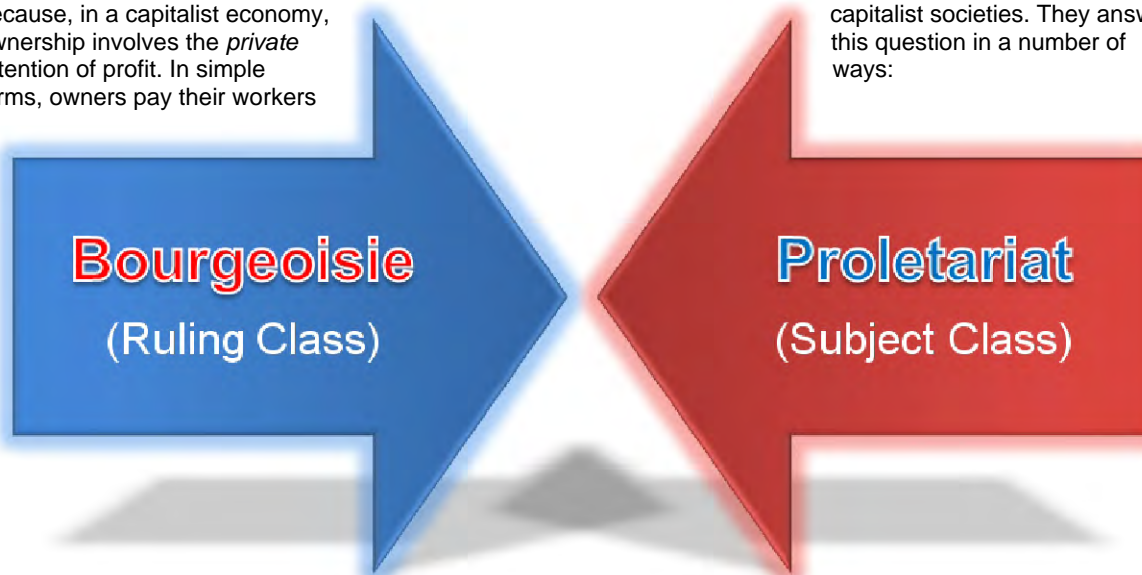 ecause, in a capitalist economy,
wnership involves the private
tention of profit. In simple
rms, owners pay their workers
capitalist societies. They answ
this question in a number of
ways:
Bourgeoisie
(Ruling Class)
Proletariat
(Subject Class)